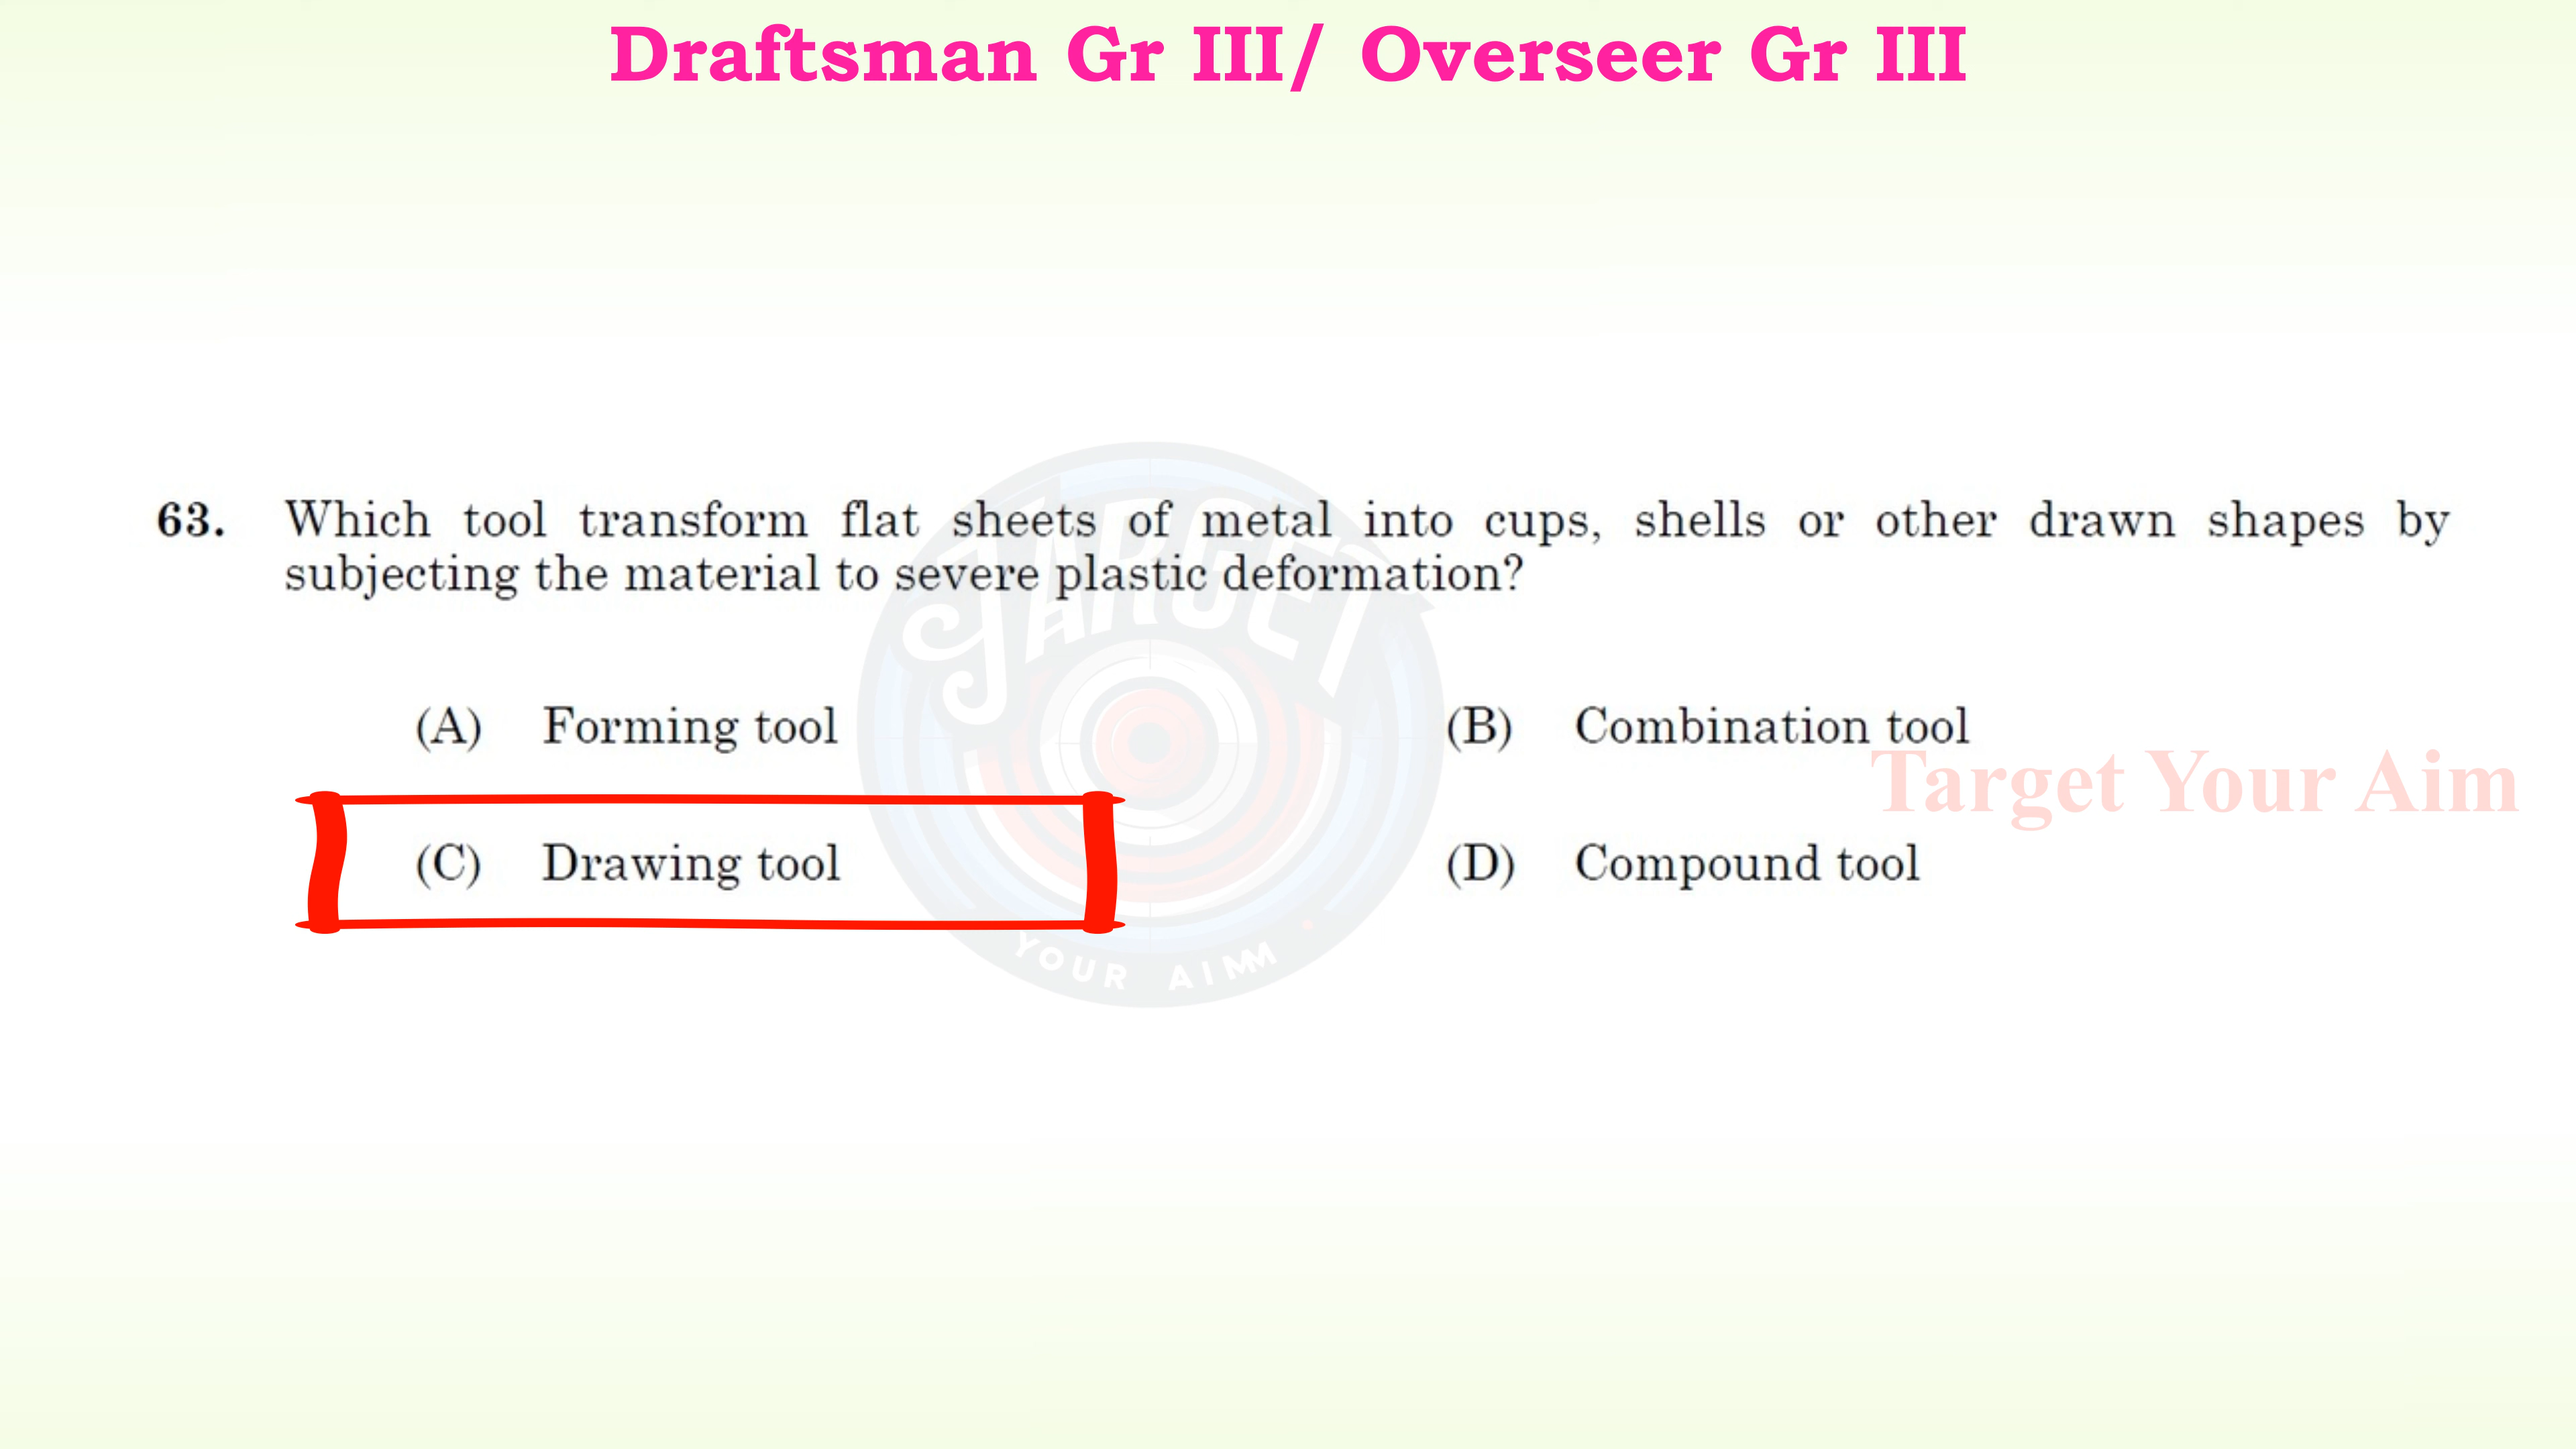 Draftsman Gr III/ Overseer Gr III
63. Which tool transform flat sheets of metal into cups, shells or other drawn shapes by
subjecting the material to severe plastic deformation?
TARGET
(A) Forming tool (B) Combination tool
Target Your Aim
(C) Drawing tool (D) Compound tool
YOUR AIM